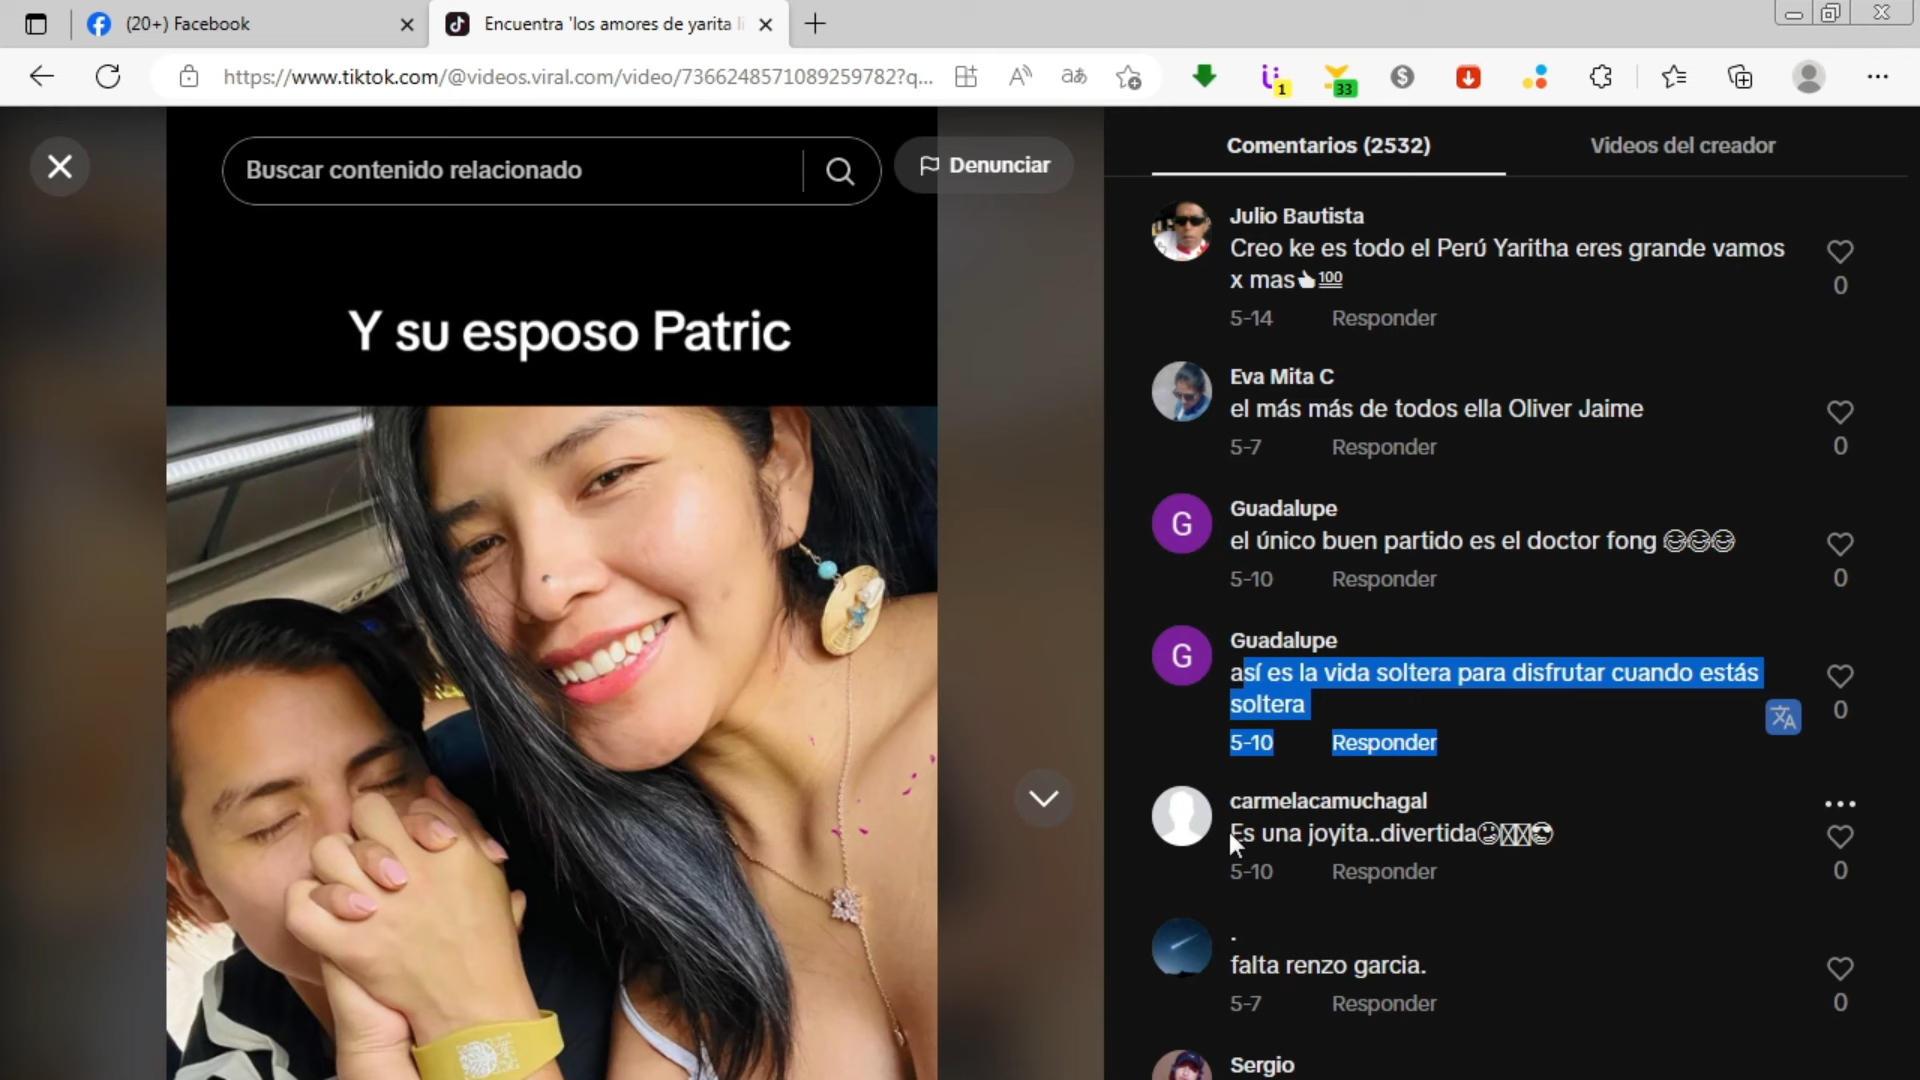 (20+) Facebook
Encuentra 'los amores de yarita li
https://www.tiktok.com/@videos.viral.com/video/7366248571089259782?q...
1
33
Buscar contenido relacionado
Denunciar
Y su esposo Patric
Comentarios (2532)
Videos del creador
Julio Bautista
Creo ke es todo el Perú Yaritha eres grande vamos
x mas👍💯
0
5-14 Responder
Eva Mita C
el más más de todos ella Oliver Jaime
0
5-7 Responder
G
Guadalupe
el único buen partido es el doctor fong 😂😂😂
0
5-10 Responder
G
Guadalupe
así es la vida soltera para disfrutar cuando estás
soltera
0
5-10 Responder
carmelacamuchagal
Es una joyita..divertida
0
5-10 Responder
.
falta renzo garcia.
0
5-7 Responder
Sergio